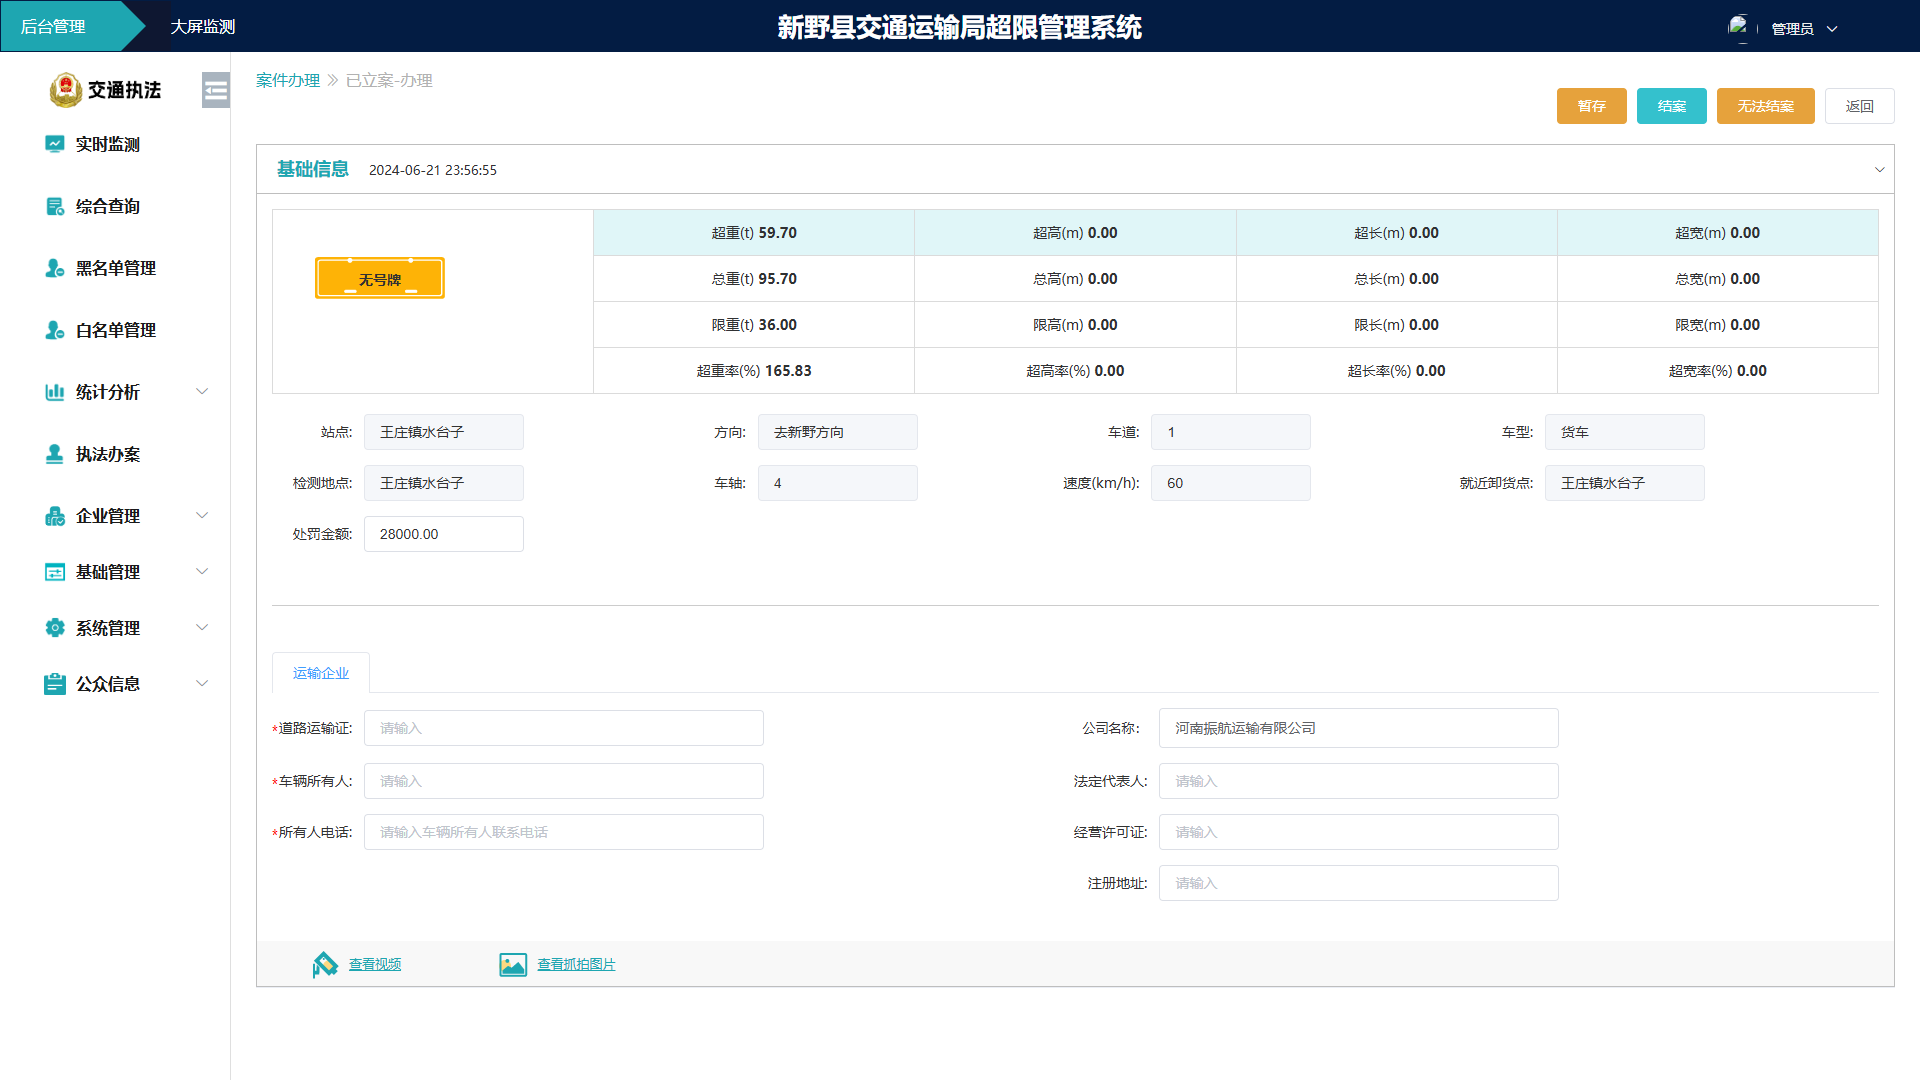 后台管理
大屏监测
新野县交通运输局超限管理系统
管理员
交通执法
实时监测
综合查询
黑名单管理
白名单管理
统计分析
执法办案
企业管理
基础管理
系统管理
公众信息
案件办理 已立案-办理
暂存 结案 无法结案 返回
基础信息 2024-06-21 23:56:55
无号牌
超重(t) 59.70 超高(m) 0.00 超长(m) 0.00 超宽(m) 0.00
总重(t) 95.70 总高(m) 0.00 总长(m) 0.00 总宽(m) 0.00
限重(t) 36.00 限高(m) 0.00 限长(m) 0.00 限宽(m) 0.00
超重率(%) 165.83 超高率(%) 0.00 超长率(%) 0.00 超宽率(%) 0.00
站点: 王庄镇水台子 方向: 去新野方向 车道: 1 车型: 货车
检测地点: 王庄镇水台子 车轴: 4 速度(km/h): 60 就近卸货点: 王庄镇水台子
处罚金额: 28000.00
运输企业
*道路运输证: 请输入 公司名称: 河南振航运输有限公司
*车辆所有人: 请输入 法定代表人: 请输入
*所有人电话: 请输入车辆所有人联系电话 经营许可证: 请输入
注册地址: 请输入
查看视频 查看抓拍图片